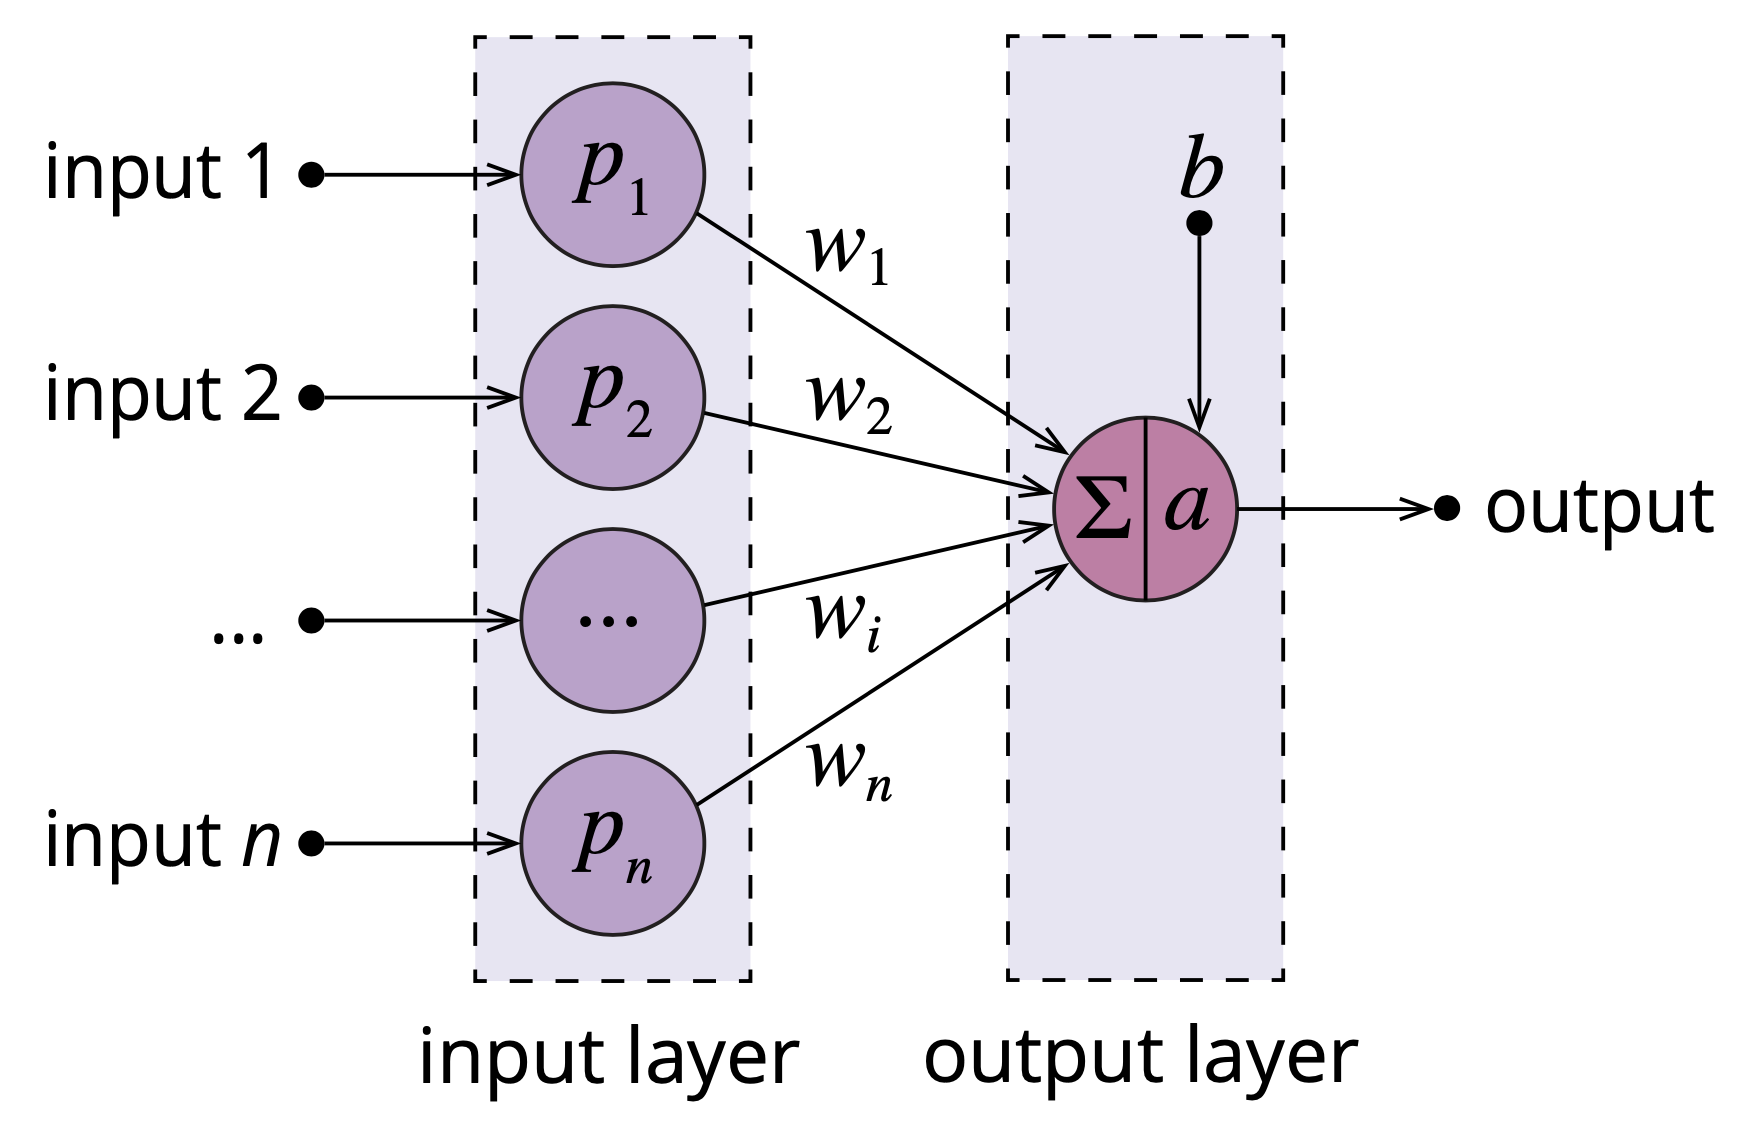 input 1
p₁
w₁
b
input 2
p₂
w₂
Σ a
output
...
...
wᵢ
input n
pₙ
wₙ
input layer
output layer